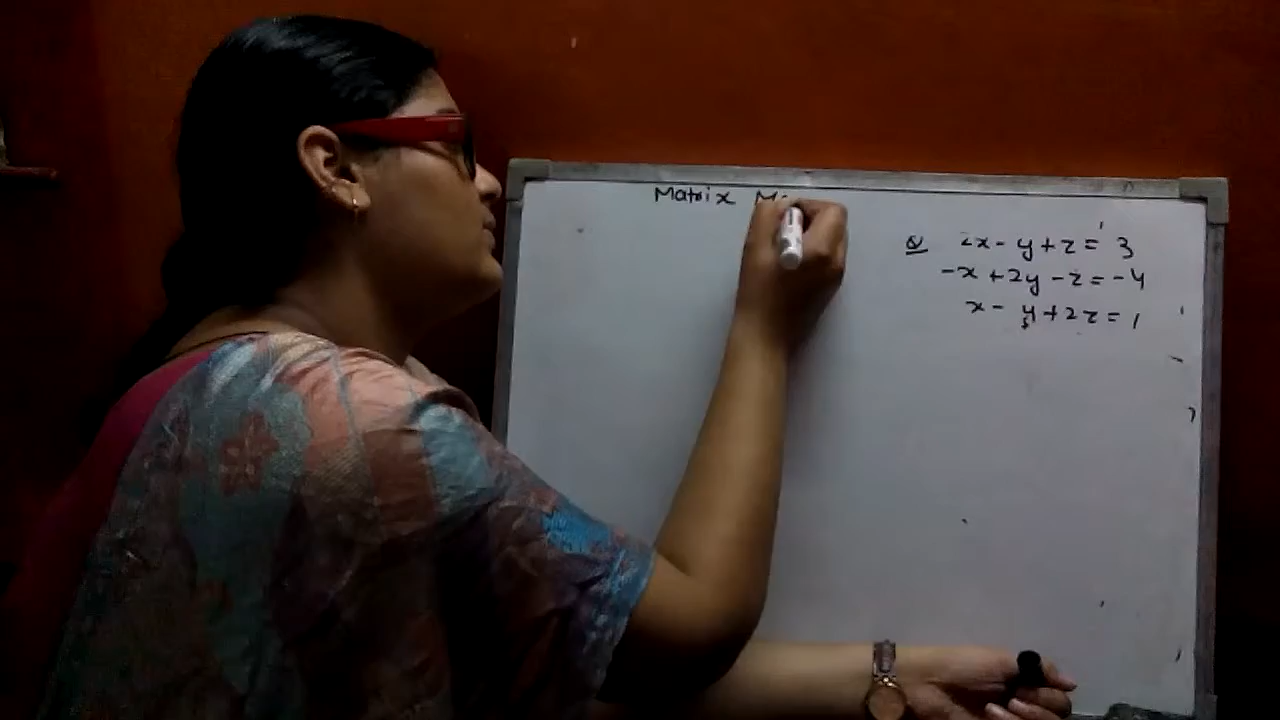 Matrix
Q 2x - y + z = 3
-x + 2y - z = -4
x - y + 2z = 1